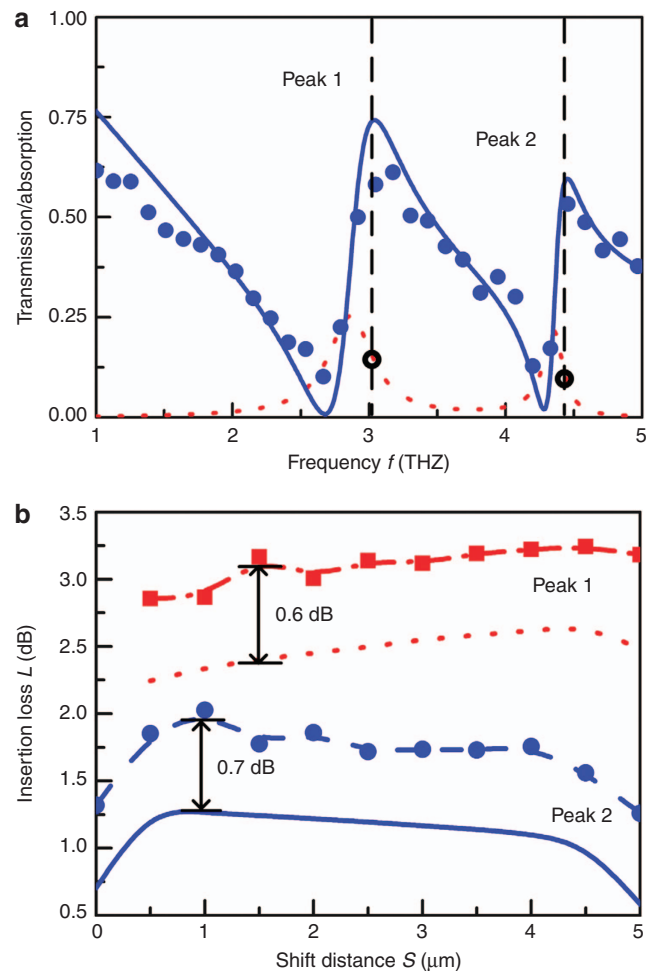 a
1.00
0.75
0.50
0.25
0.00
Transmission/absorption
Peak 1
Peak 2
1 2 3 4 5
Frequency f (THZ)
b
3.5
3.0
2.5
2.0
1.5
1.0
0.5
Insertion loss L (dB)
Peak 1
0.6 dB
0.7 dB
Peak 2
0 1 2 3 4 5
Shift distance S (μm)